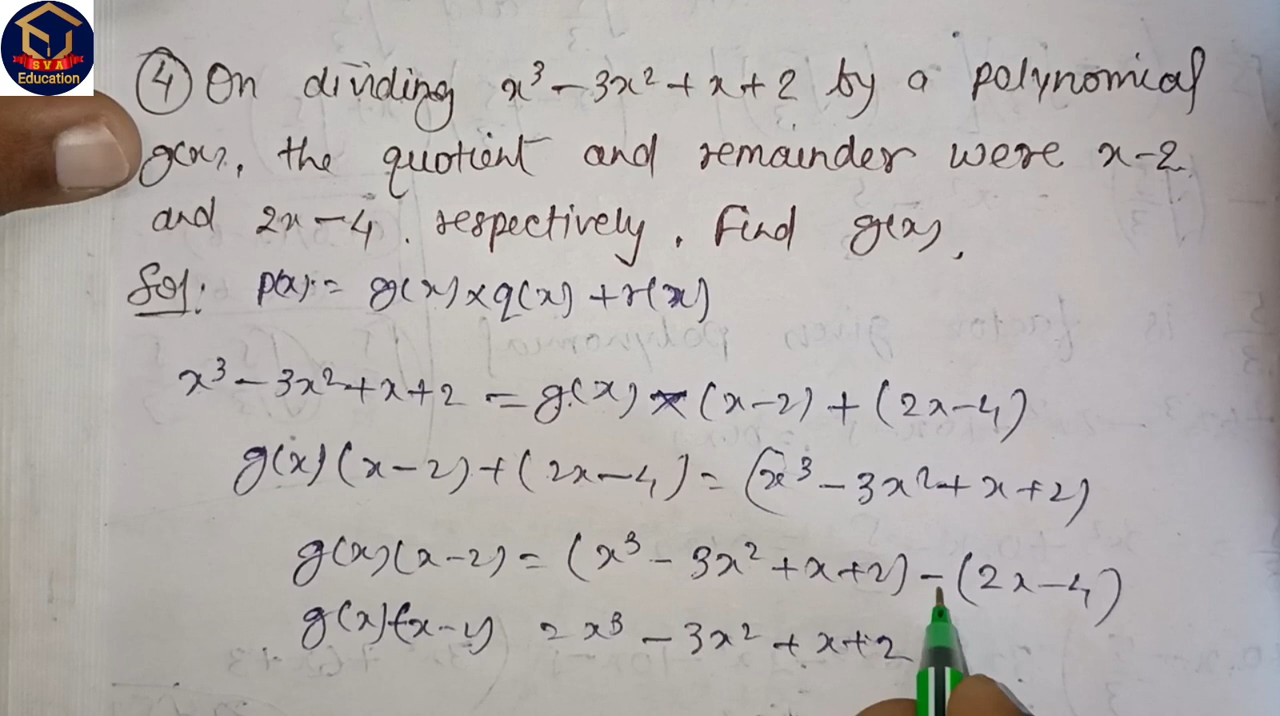 SVA
Education
④ On dividing x³ - 3x² + x + 2 by a polynomial
g(x), the quotient and remainder were x-2
and 2x-4. respectively. Find g(x).
Sol: p(x) = g(x) × q(x) + r(x)
x³ - 3x² + x + 2 = g(x) × (x-2) + (2x-4)
g(x) (x-2) + (2x-4) = (x³ - 3x² + x + 2)
g(x) (x-2) = (x³ - 3x² + x + 2) - (2x-4)
g(x) (x-2) = x³ - 3x² + x + 2